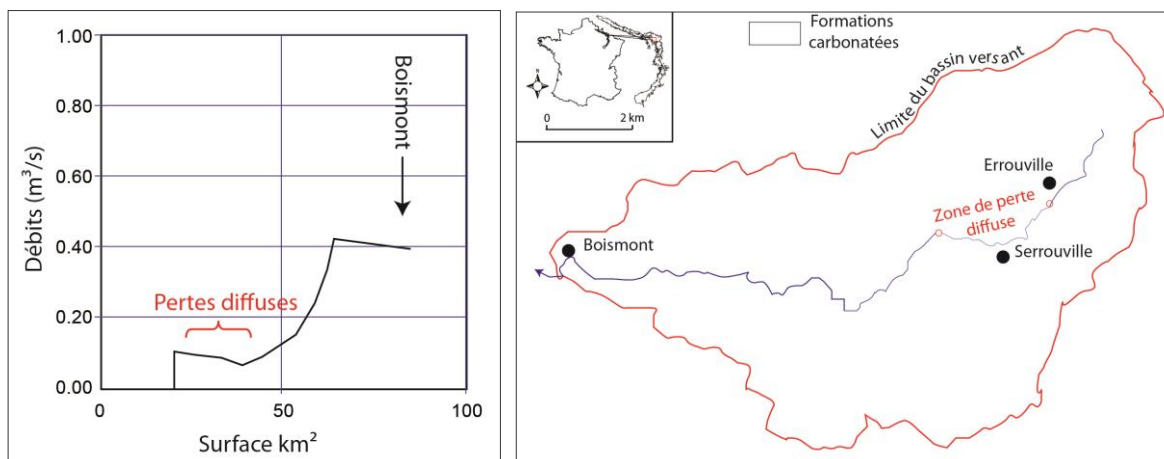 1.00
0.80
0.60
0.40
0.20
0.00
Débits (m³/s)
Boismont
Pertes diffuses
0
50
100
Surface km²
0
2 km
Formations
carbonatées
Limite du bassin versant
Errouville
Zone de perte
diffuse
Boismont
Serrouville